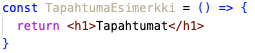 const TapahtumaEsimerkki = () => {
  return <h1>Tapahtumat</h1>
}